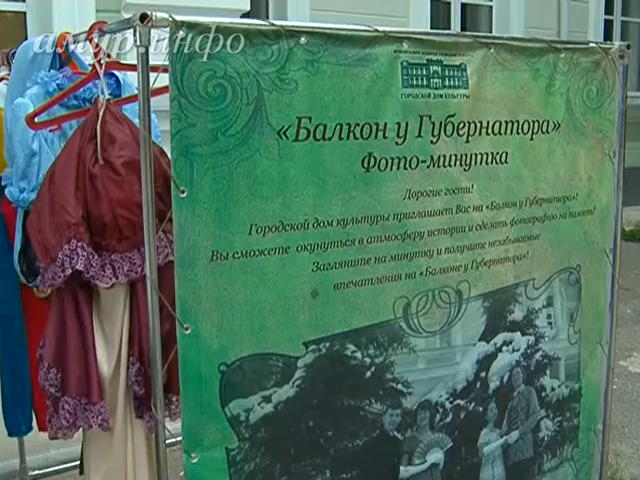 амур.инфо
ГОРОДСКОЙ ДОМ КУЛЬТУРЫ
«Балкон у Губернатора»
Фото-минутка
Дорогие гости!
Городской дом культуры приглашает Вас на «Балкон у Губернатора»!
Вы сможете окунуться в атмосферу истории и сделать фотографию на память!
Загляните на минутку и получите незабываемые
впечатления на «Балконе у Губернатора»!